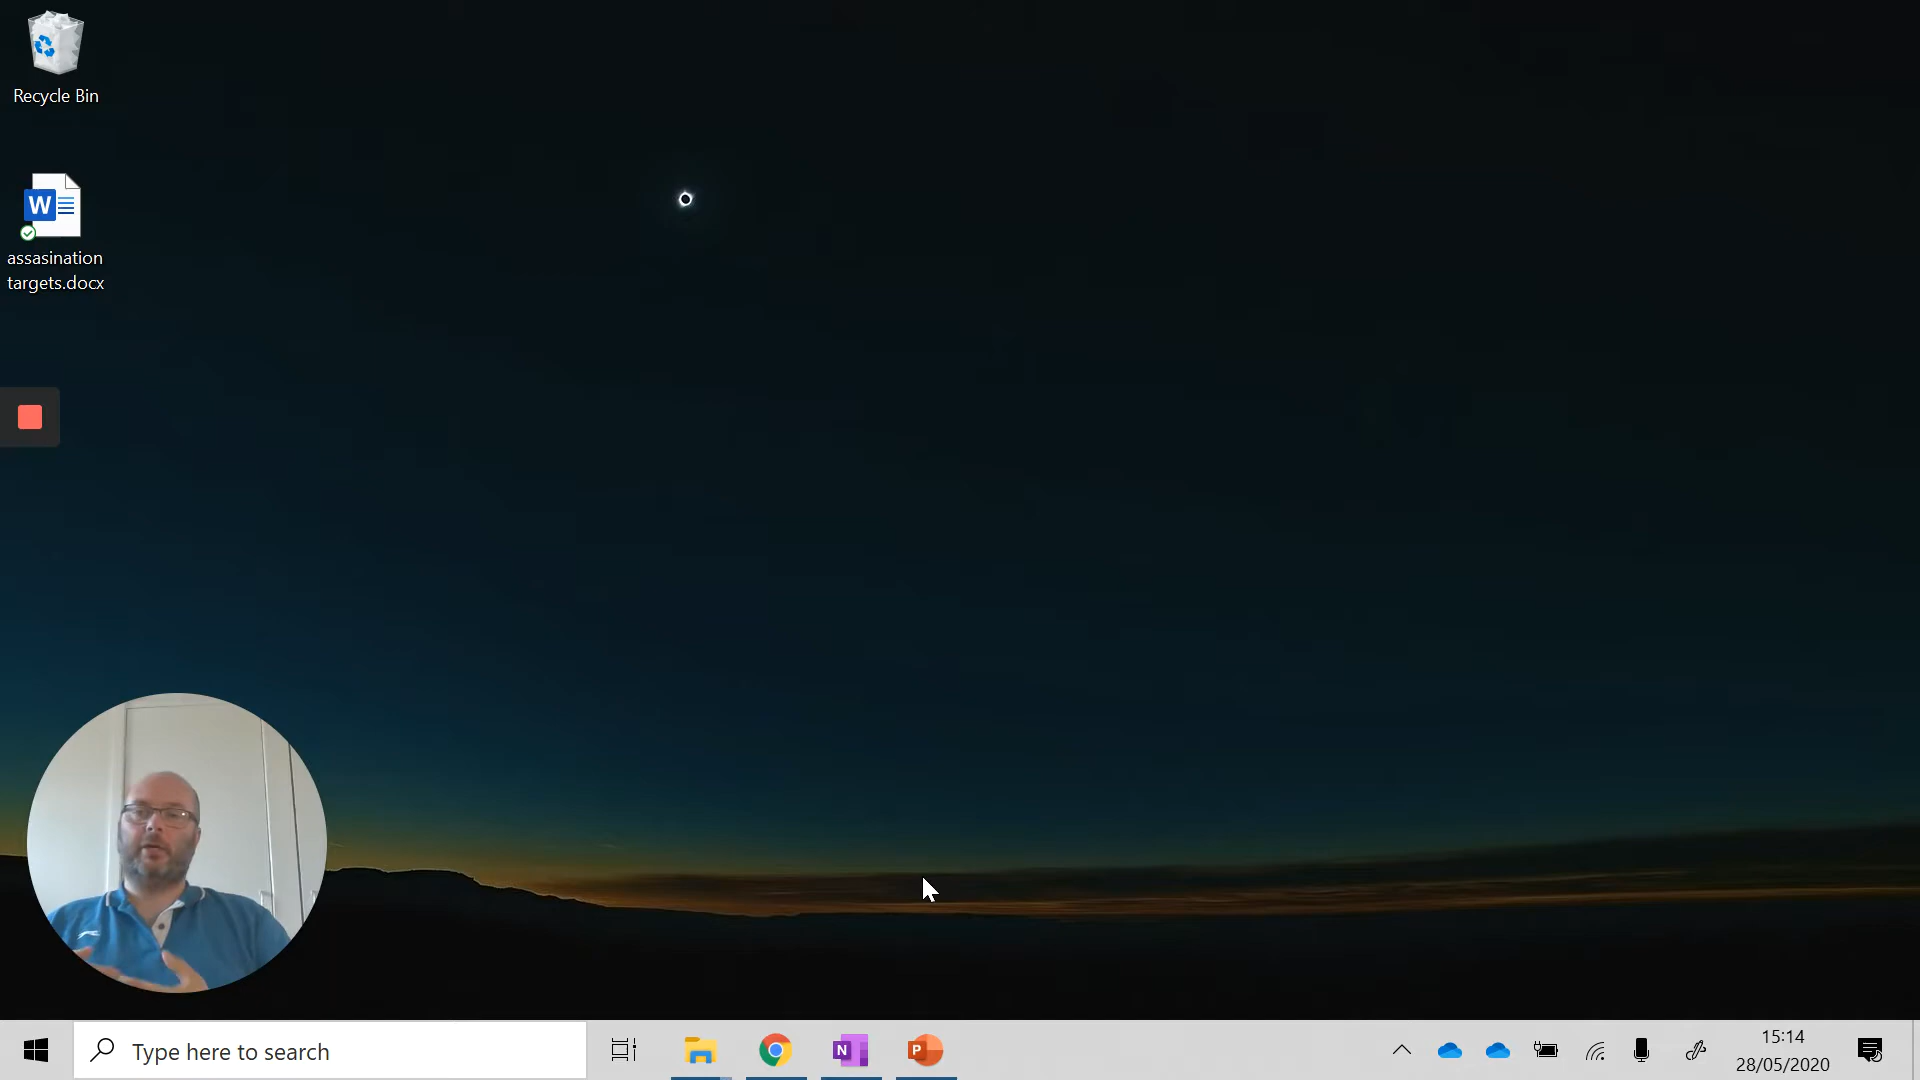 Recycle Bin
W
assasination
targets.docx
Type here to search
N
P
15:14
28/05/2020